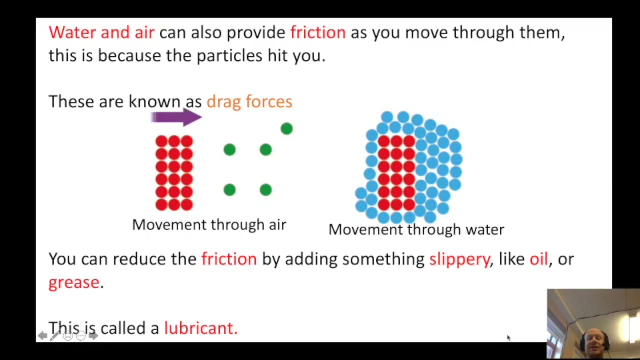 Water and air can also provide friction as you move through them,
this is because the particles hit you.
These are known as drag forces
Movement through air
Movement through water
You can reduce the friction by adding something slippery, like oil, or
grease.
This is called a lubricant.